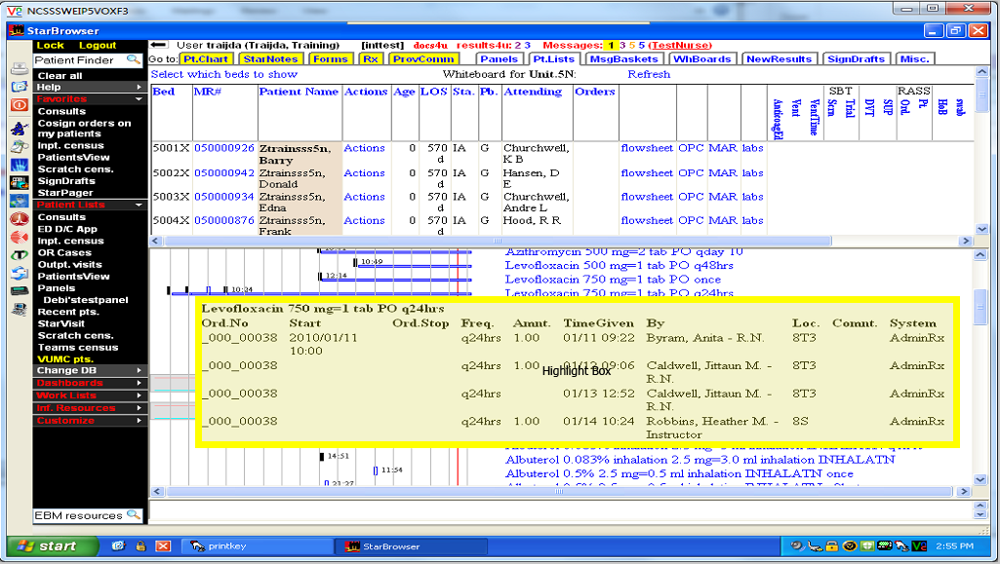 NCSSSWEIP5VOXF3
StarBrowser
Lock Logout
User traijda (Traijda, Training) [inttest] docs4u results4u: 2 3 Messages: 1 3 5 5 (TestNurse)
Patient Finder
Go to: Pt.Chart StarNotes Forms Rx ProvComm Panels Pt.Lists MsgBaskets WhBoards NewResults SignDrafts Misc.
Clear all
Help
Favorites
Consults
Cosign orders on
my patients
Inpt. census
PatientsView
Scratch cens.
SignDrafts
StarPager
Patient Lists
Consults
ED D/C App
Inpt. census
OR Cases
Outpt. visits
PatientsView
Panels
Debi'stestpanel
Recent pts.
StarVisit
Scratch cens.
Teams census
VUMC pts.
Change DB
Dashboards
Work Lists
Inf. Resources
Customize
EBM resources
Select which beds to show Whiteboard for Unit.5N: Refresh
Bed MR# Patient Name Actions Age LOS Sta. Pb. Attending Orders
SBT RASS
Vent VentTime Scrn Trial DVT SUP Ord. Pt HoB swab
5001X 050000926 Ztrainsss5n, Actions 0 570 IA G Churchwell, flowsheet OPC MAR labs
Barry d K B
5002X 050000942 Ztrainsss5n, Actions 0 570 IA G Hansen, D flowsheet OPC MAR labs
Donald d E
5003X 050000934 Ztrainsss5n, Actions 0 570 IA G Churchwell, flowsheet OPC MAR labs
Edna d Andre L
5004X 050000876 Ztrainsss5n, Actions 0 570 IA G Hood, R R flowsheet OPC MAR labs
Frank d
Azithromycin 500 mg=2 tab PO qday 10
10:49 Levofloxacin 500 mg=1 tab PO q48hrs
12:14 Levofloxacin 750 mg=1 tab PO once
10:24 Levofloxacin 750 mg=1 tab PO q24hrs
Levofloxacin 750 mg=1 tab PO q24hrs
Ord.No Start Ord.Stop Freq. Amnt. TimeGiven By Loc. Comnt. System
_000_00038 2010/01/11 q24hrs 1.00 01/11 09:22 Byram, Anita - R.N. 8T3 AdminRx
10:00
_000_00038 q24hrs 1.00 01/12 09:06 Caldwell, Jittaun M. - 8T3 AdminRx
R.N.
Highlight Box
_000_00038 q24hrs 1.00 01/13 12:52 Caldwell, Jittaun M. - 8T3 AdminRx
R.N.
_000_00038 q24hrs 1.00 01/14 10:24 Robbins, Heather M. - 8S AdminRx
Instructor
14:51 Albuterol 0.083% inhalation 2.5 mg=3.0 ml inhalation INHALATN
11:54 Albuterol 0.5% 2.5 mg=0.5 ml inhalation INHALATN once
21:27
start printkey StarBrowser 2:55 PM